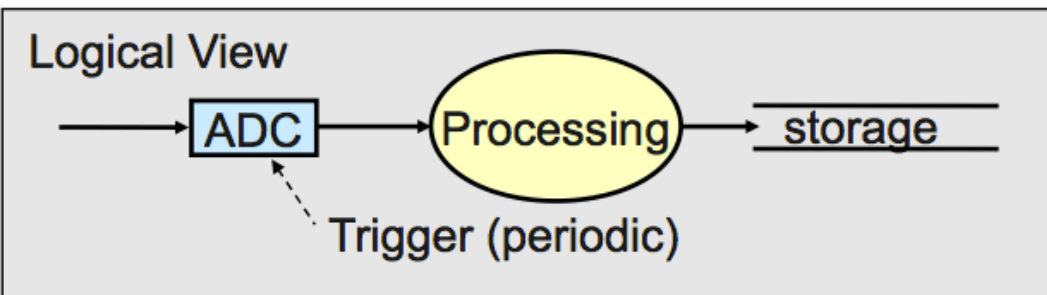 Logical View
ADC
Processing
storage
Trigger (periodic)